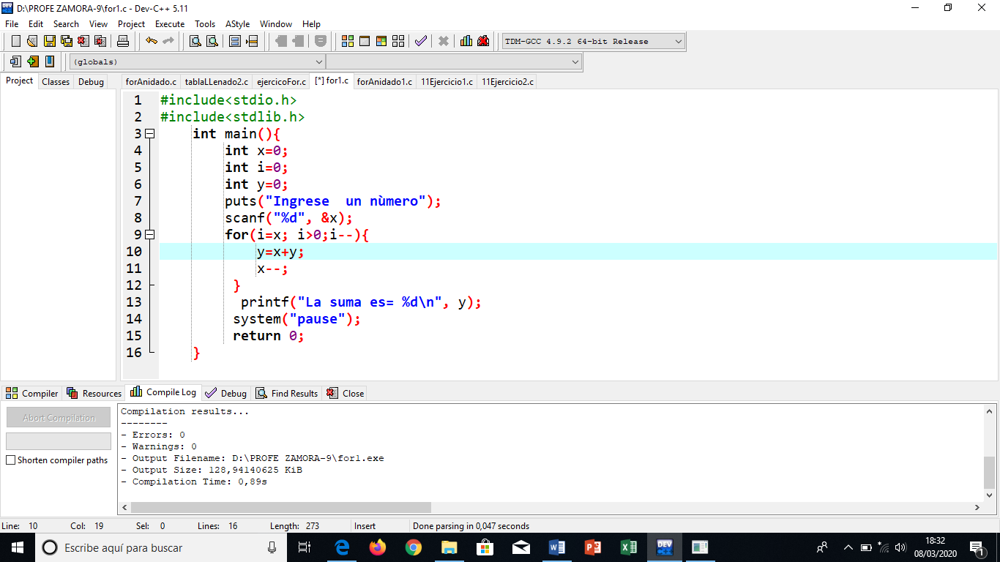 D:\PROFE ZAMORA-9\for1.c - Dev-C++ 5.11
File Edit Search View Project Execute Tools AStyle Window Help
TDM-GCC 4.9.2 64-bit Release
(globals)
Project Classes Debug
forAnidado.c tablaLLenado2.c ejercicoFor.c [*] for1.c forAnidado1.c 11Ejercicio1.c 11Ejercicio2.c
1 #include<stdio.h>
2 #include<stdlib.h>
3 int main(){
4 int x=0;
5 int i=0;
6 int y=0;
7 puts("Ingrese  un nùmero");
8 scanf("%d", &x);
9 for(i=x; i>0;i--){
10 y=x+y;
11 x--;
12 }
13 printf("La suma es= %d\n", y);
14 system("pause");
15 return 0;
16 }
Compiler Resources Compile Log Debug Find Results Close
Abort Compilation
Shorten compiler paths
Compilation results...
--------
- Errors: 0
- Warnings: 0
- Output Filename: D:\PROFE ZAMORA-9\for1.exe
- Output Size: 128,94140625 KiB
- Compilation Time: 0,89s
Line: 10 Col: 19 Sel: 0 Lines: 16 Length: 273 Insert Done parsing in 0,047 seconds
Escribe aquí para buscar
DEV
18:32
08/03/2020
1